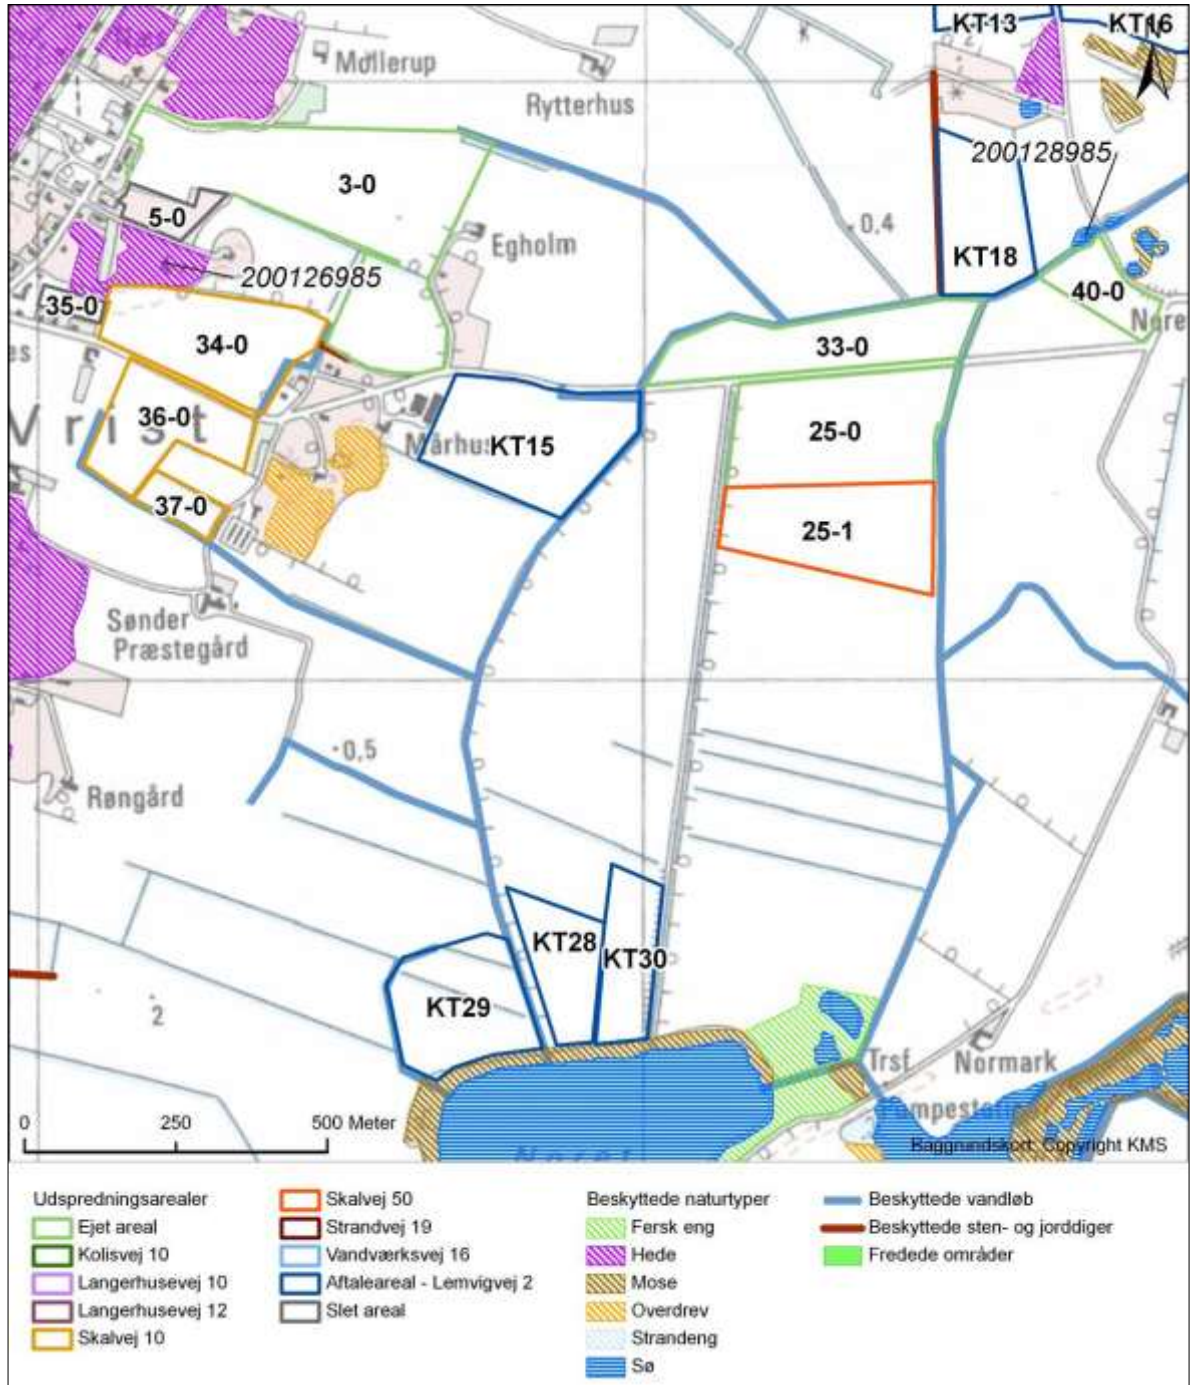 KT13
KT16
Møllerup
Rytterhus
200128985
3-0
5-0
Egholm
0.4
KT18
200126985
40-0
35-0
34-0
33-0
Nere
es
36-0
Vrist
Mårhus
KT15
25-0
37-0
25-1
Sønder
Præstegård
0,5
Røngård
KT28
KT30
KT29
2
Trsf.
Normark
Pumpestation
0 250 500 Meter
Baggrundskort: Copyright KMS
Noret
Udspredningsarealer
Ejet areal
Kolisvej 10
Langerhusevej 10
Langerhusevej 12
Skalvej 10
Skalvej 50
Strandvej 19
Vandværksvej 16
Aftaleareal - Lemvigvej 2
Slet areal
Beskyttede naturtyper
Fersk eng
Hede
Mose
Overdrev
Strandeng
Sø
Beskyttede vandløb
Beskyttede sten- og jorddiger
Fredede områder